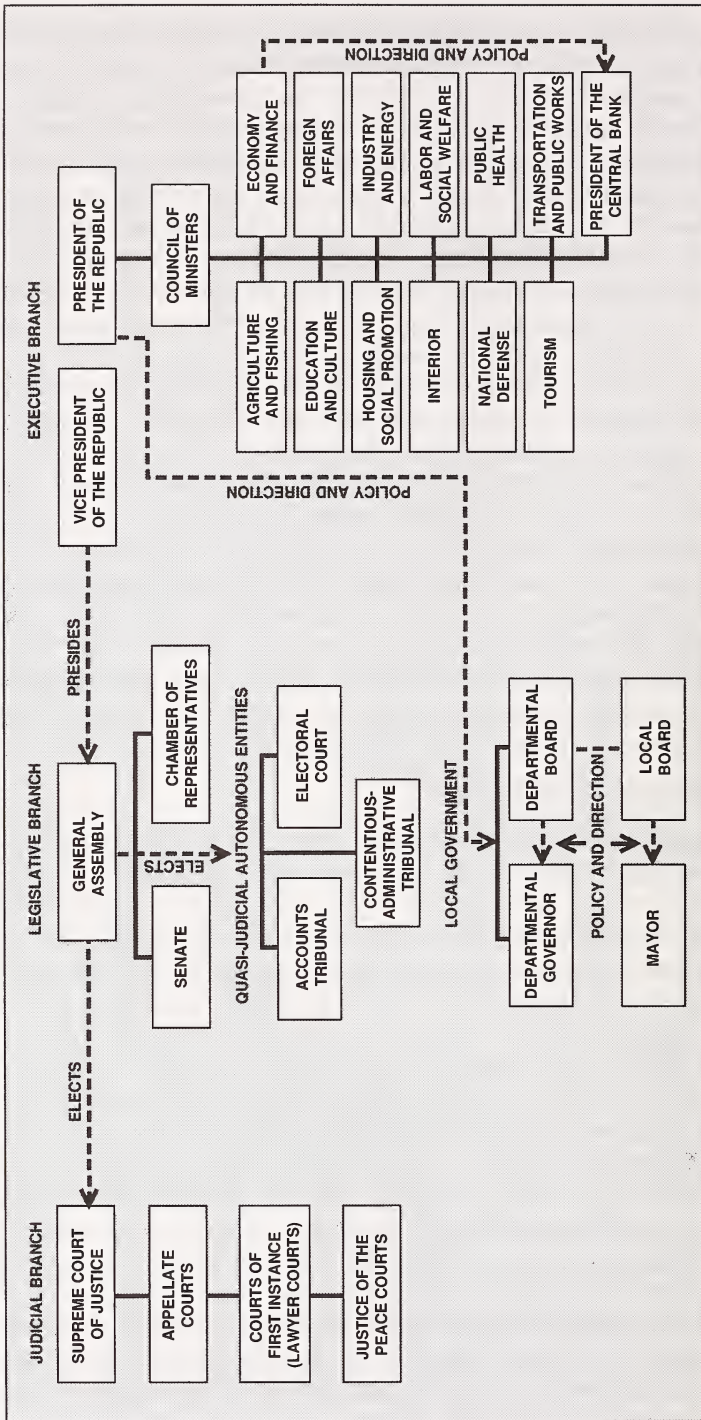 JUDICIAL BRANCH
SUPREME COURT
OF JUSTICE
APPELLATE
COURTS
COURTS OF
FIRST INSTANCE
(LAWYER COURTS)
JUSTICE OF THE
PEACE COURTS
ELECTS
LEGISLATIVE BRANCH
GENERAL
ASSEMBLY
PRESIDES
SENATE
ELECTS
CHAMBER OF
REPRESENTATIVES
QUASI-JUDICIAL AUTONOMOUS ENTITIES
ACCOUNTS
TRIBUNAL
ELECTORAL
COURT
CONTENTIOUS-
ADMINISTRATIVE
TRIBUNAL
LOCAL GOVERNMENT
DEPARTMENTAL
GOVERNOR
DEPARTMENTAL
BOARD
POLICY AND DIRECTION
MAYOR
LOCAL
BOARD
EXECUTIVE BRANCH
VICE PRESIDENT
OF THE REPUBLIC
PRESIDENT OF
THE REPUBLIC
COUNCIL OF
MINISTERS
POLICY AND DIRECTION
AGRICULTURE
AND FISHING
ECONOMY
AND FINANCE
EDUCATION
AND CULTURE
FOREIGN
AFFAIRS
HOUSING AND
SOCIAL PROMOTION
INDUSTRY
AND ENERGY
INTERIOR
LABOR AND
SOCIAL WELFARE
NATIONAL
DEFENSE
PUBLIC
HEALTH
TOURISM
TRANSPORTATION
AND PUBLIC WORKS
PRESIDENT OF THE
CENTRAL BANK
POLICY AND DIRECTION